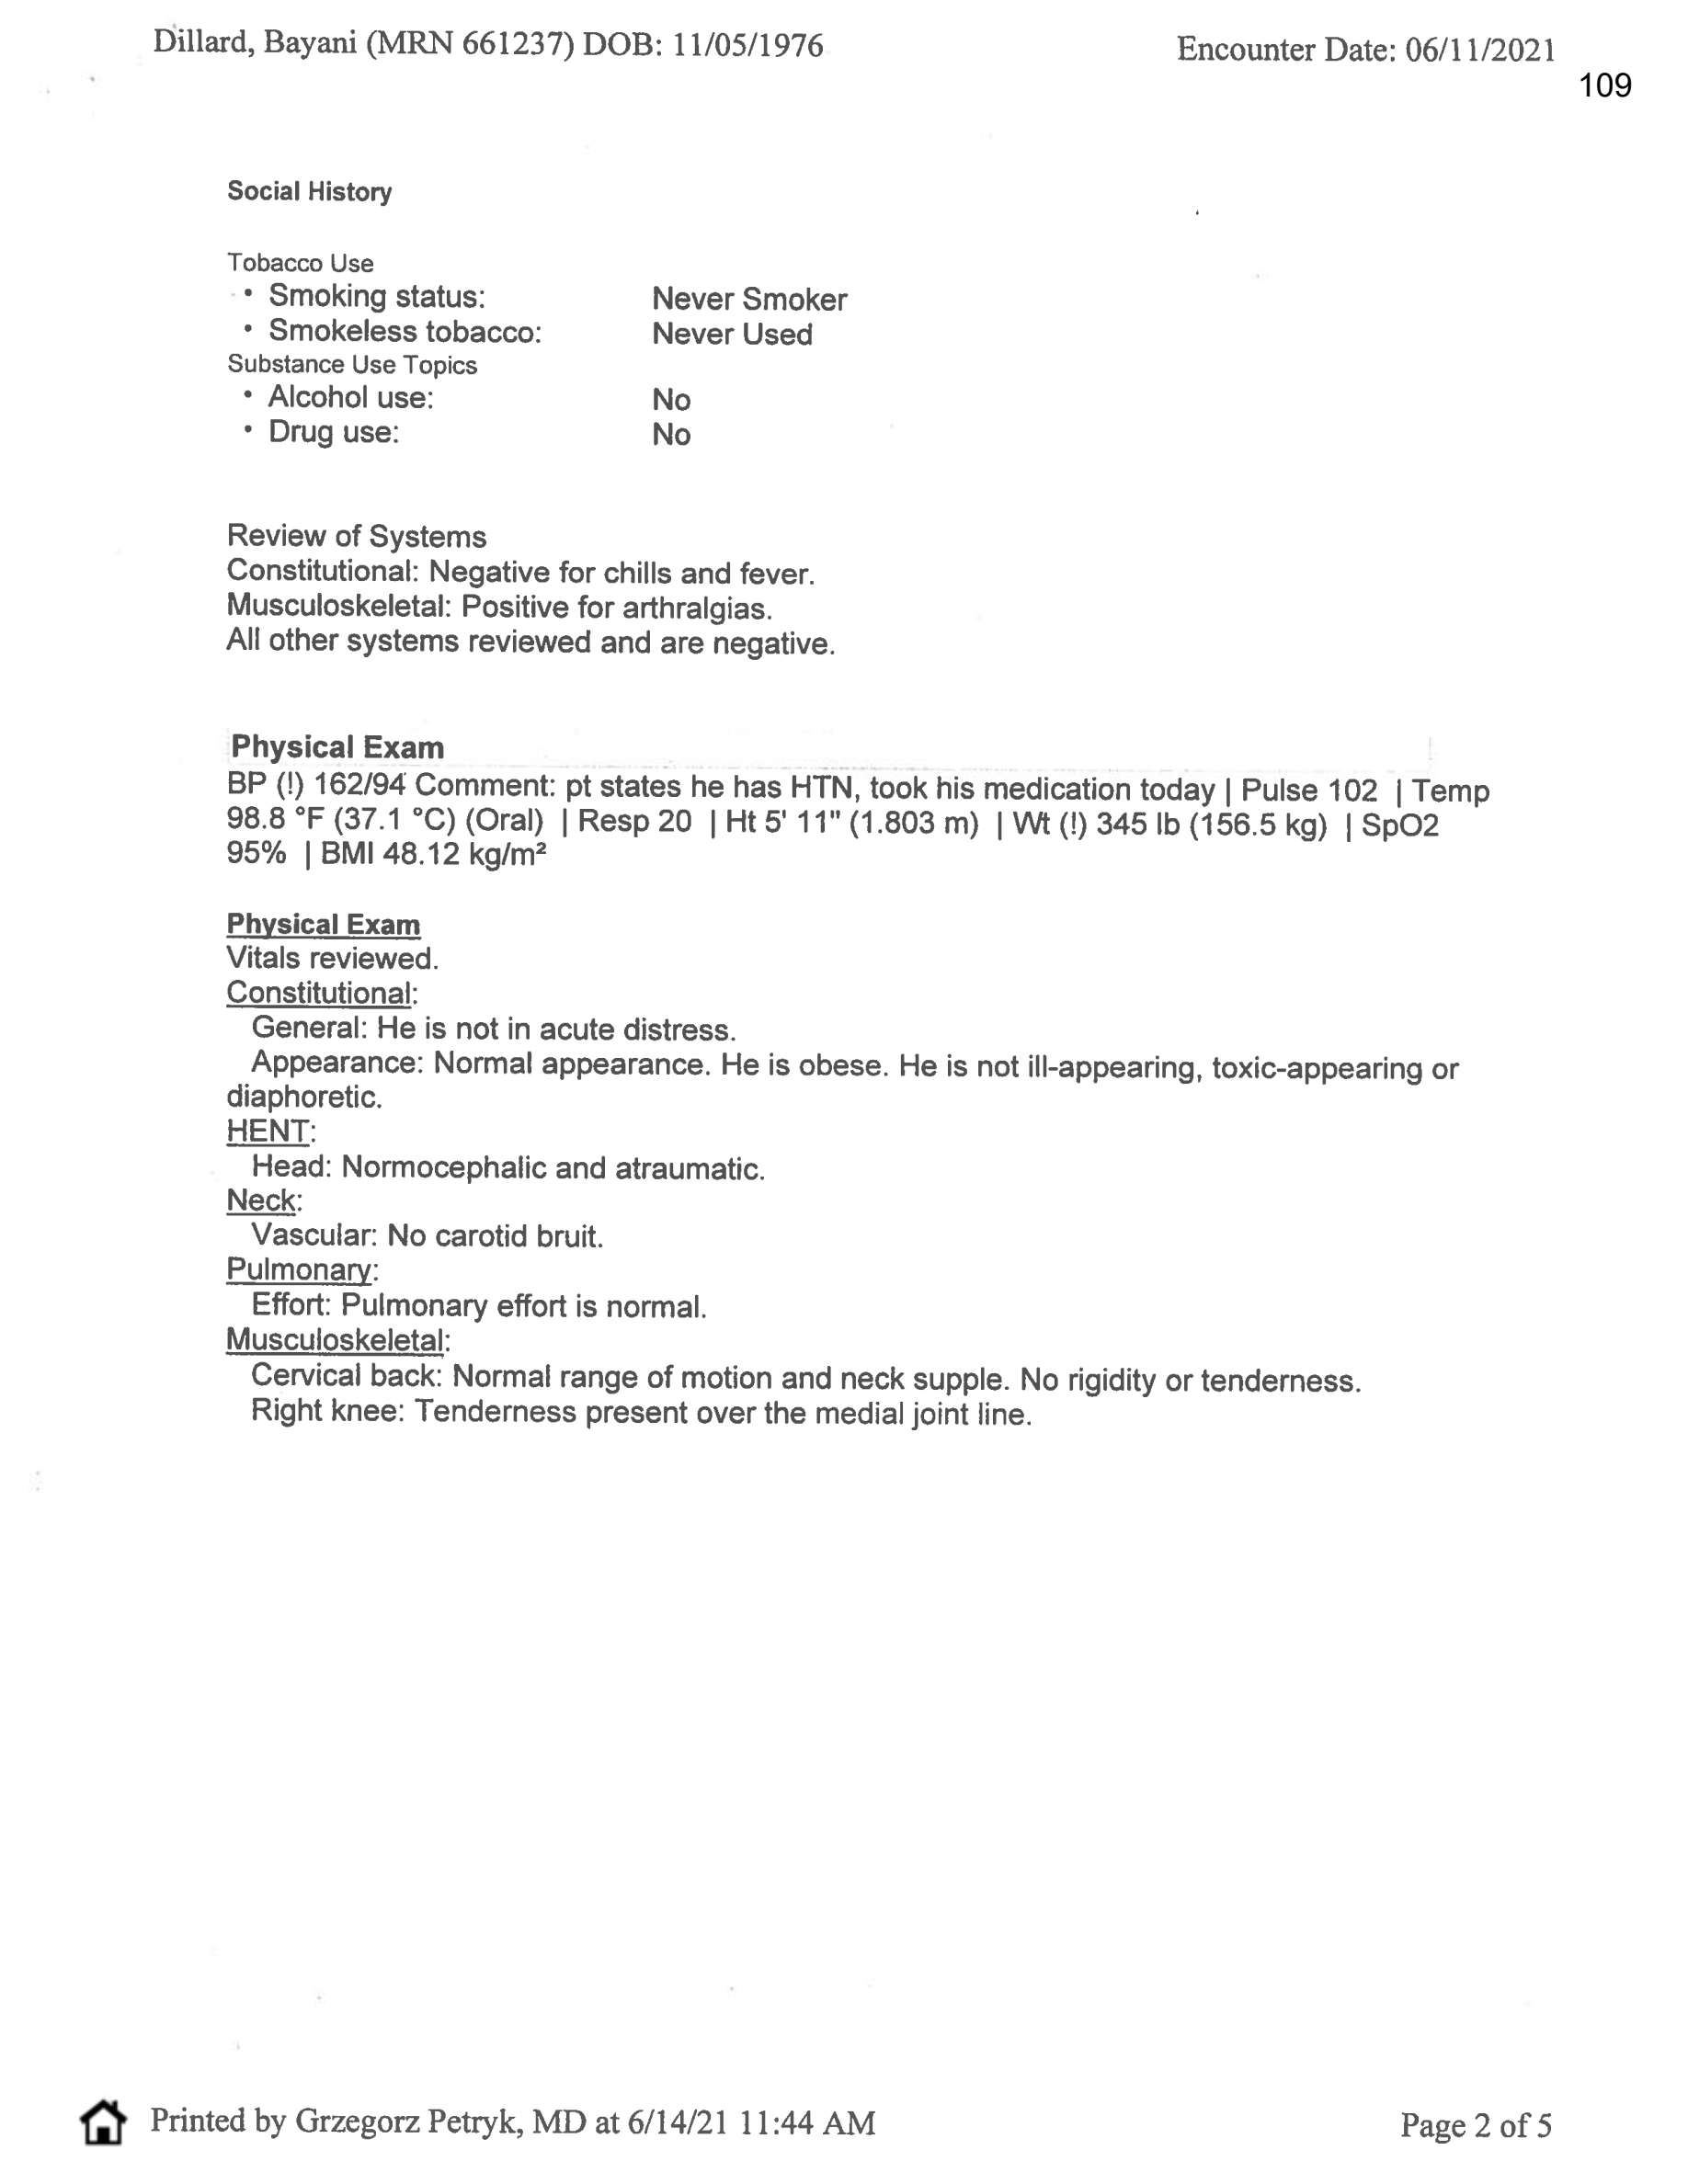 Dillard, Bayani (MRN 661237) DOB: 11/05/1976
Encounter Date: 06/11/2021
109
Social History
Tobacco Use
• Smoking status: Never Smoker
• Smokeless tobacco: Never Used
Substance Use Topics
• Alcohol use: No
• Drug use: No
Review of Systems
Constitutional: Negative for chills and fever.
Musculoskeletal: Positive for arthralgias.
All other systems reviewed and are negative.
Physical Exam
BP (!) 162/94 Comment: pt states he has HTN, took his medication today | Pulse 102 | Temp
98.8 °F (37.1 °C) (Oral) | Resp 20 | Ht 5' 11" (1.803 m) | Wt (!) 345 lb (156.5 kg) | SpO2
95% | BMI 48.12 kg/m²
Physical Exam
Vitals reviewed.
Constitutional:
General: He is not in acute distress.
Appearance: Normal appearance. He is obese. He is not ill-appearing, toxic-appearing or
diaphoretic.
HENT:
Head: Normocephalic and atraumatic.
Neck:
Vascular: No carotid bruit.
Pulmonary:
Effort: Pulmonary effort is normal.
Musculoskeletal:
Cervical back: Normal range of motion and neck supple. No rigidity or tenderness.
Right knee: Tenderness present over the medial joint line.
Printed by Grzegorz Petryk, MD at 6/14/21 11:44 AM
Page 2 of 5